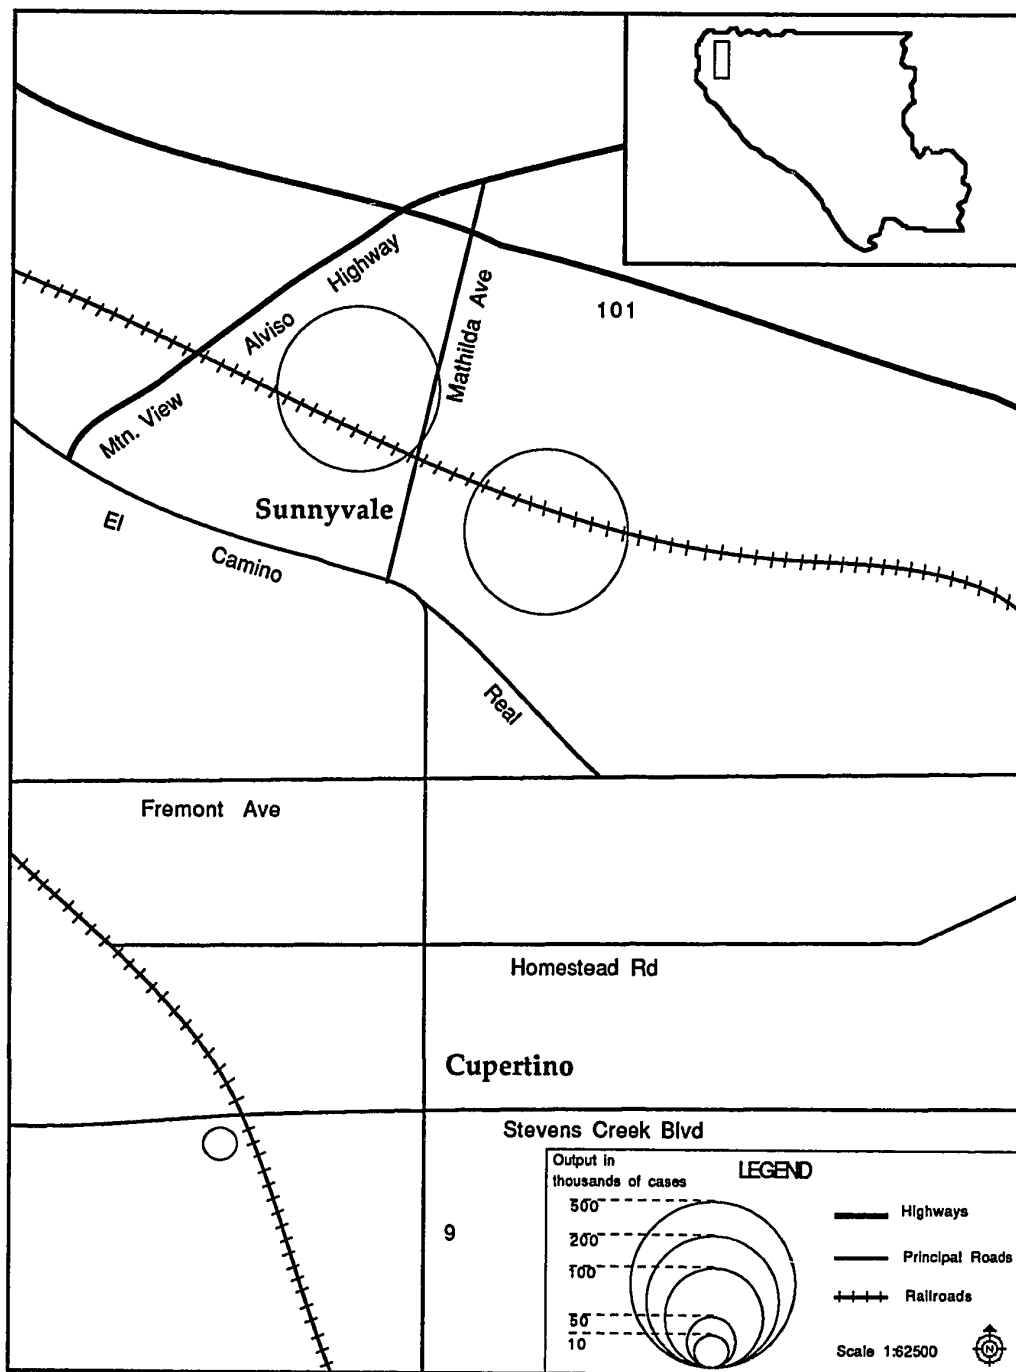 Highway
Alviso
Mtn. View
Mathilda Ave
101
Sunnyvale
El
Camino
Real
Fremont Ave
Homestead Rd
Cupertino
Stevens Creek Blvd
9
LEGEND
Output in
thousands of cases
500
200
100
50
10
Highways
Principal Roads
Railroads
Scale 1:62500
N